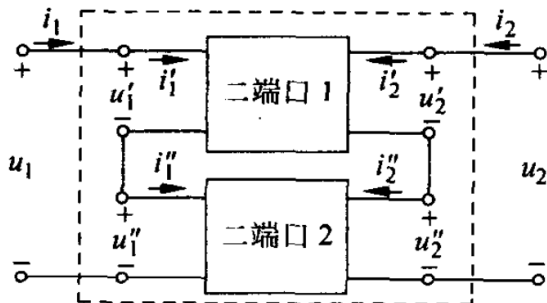 i₁ i₂
+ + + +
i₁′ 二端口 1 i₂′
u₁′ u₂′
− −
u₁ i₁″ i₂″ u₂
+ +
u₁″ 二端口 2 u₂″
− − − −